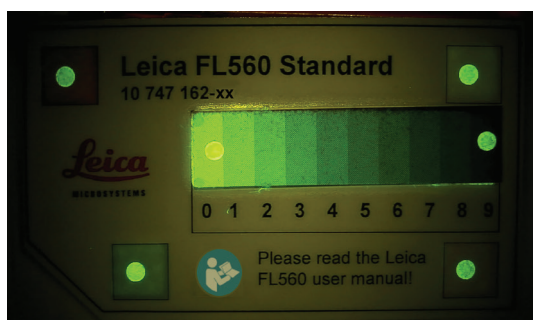 Leica FL560 Standard
10 747 162-xx
Leica
MICROSYSTEMS
0 1 2 3 4 5 6 7 8 9
Please read the Leica
FL560 user manual!